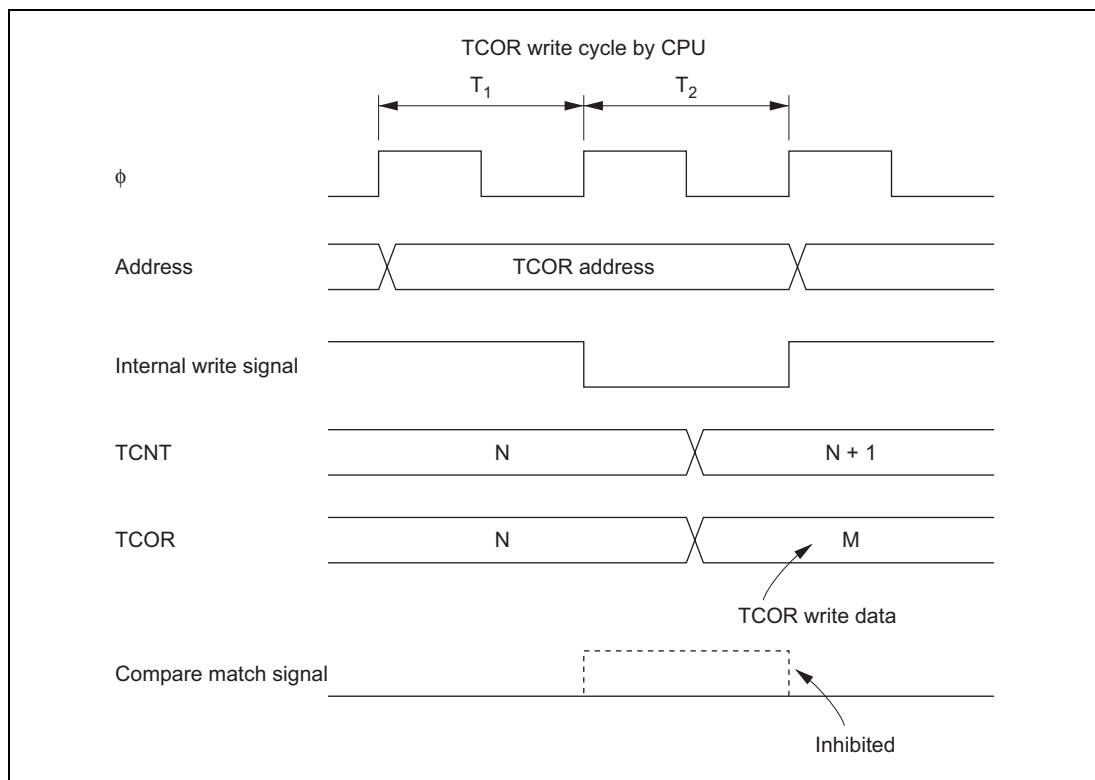 TCOR write cycle by CPU
T1 T2
ϕ
Address TCOR address
Internal write signal
TCNT N N + 1
TCOR N M
TCOR write data
Compare match signal
Inhibited